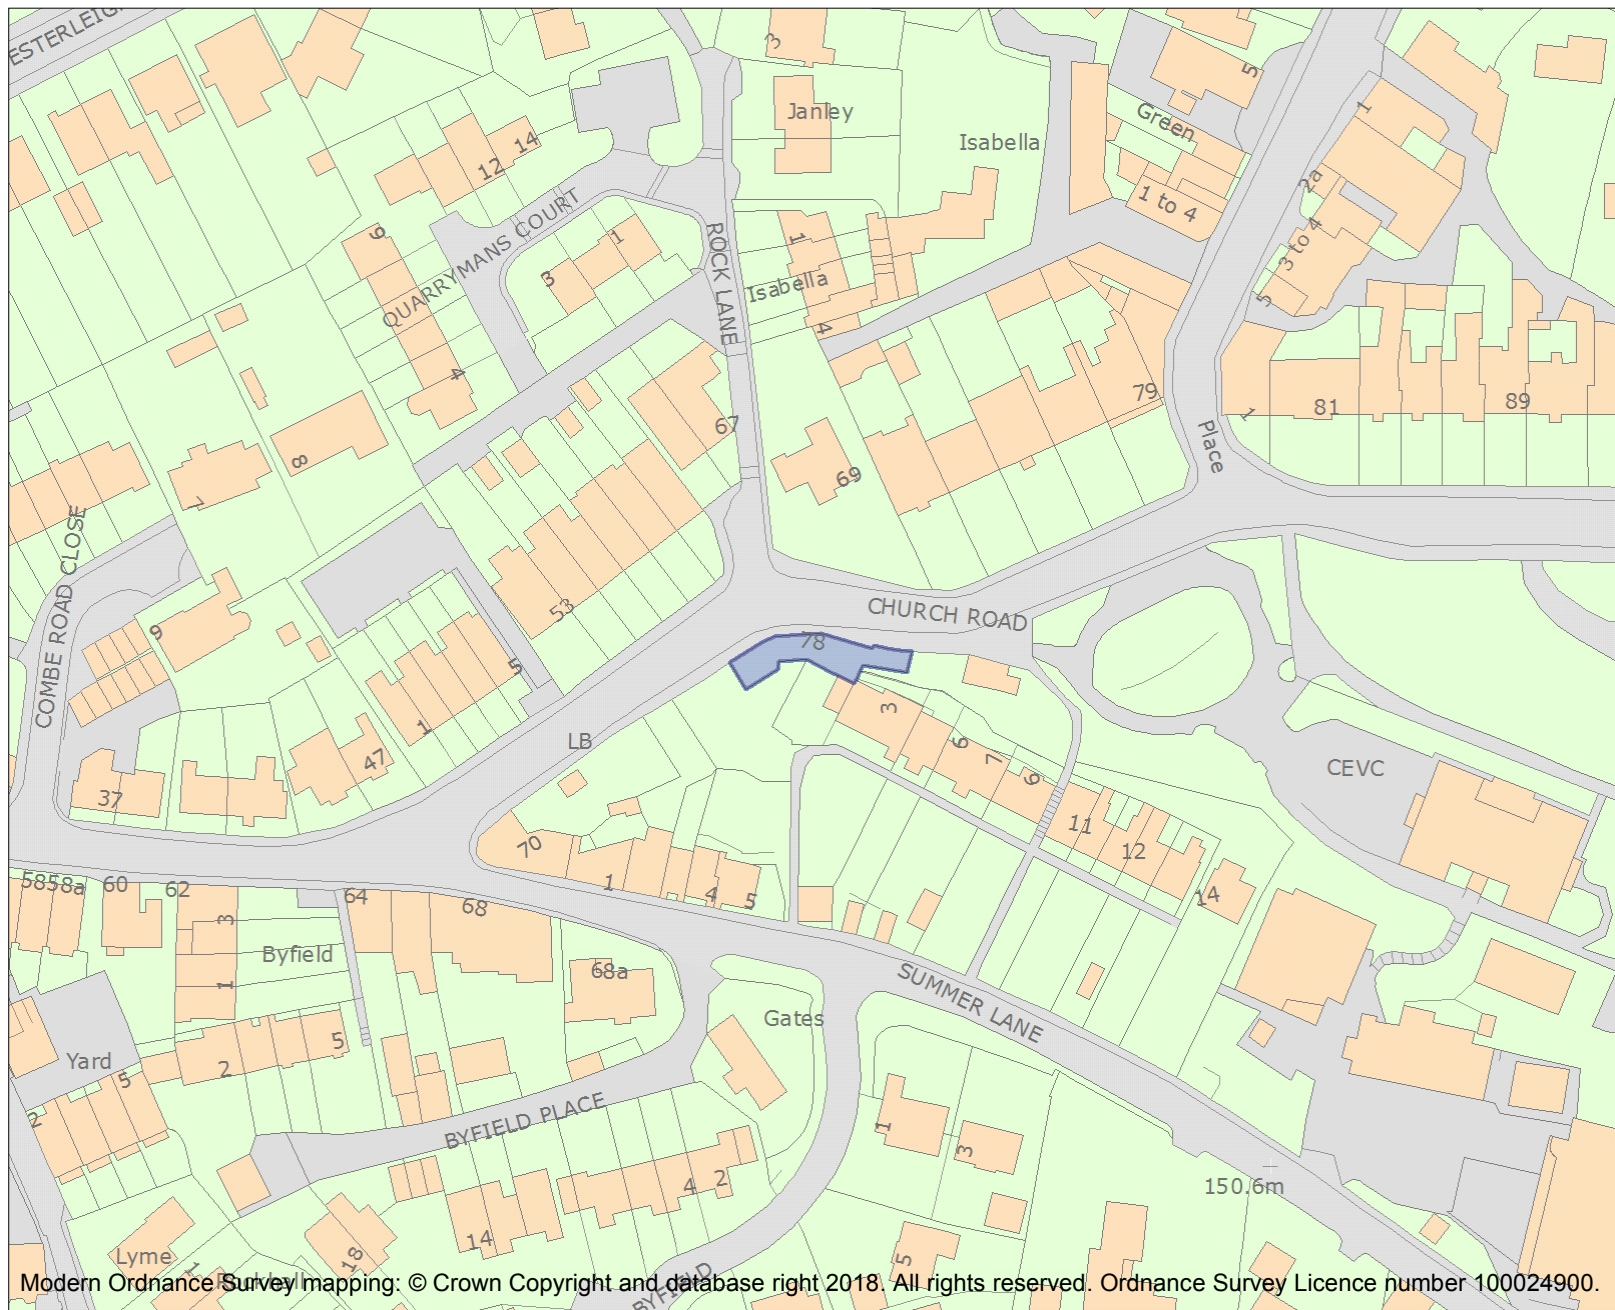 ESTERLEIG
3
Janley
Isabella
5
Green
1
2a
1 to 4
3 to 4
5
12
14
9
QUARRYMANS COURT
1
3
ROCK LANE
1
Isabella
4
4
67
69
79
Place
1
81
89
8
7
COMBE ROAD CLOSE
9
53
5
1
47
37
CHURCH ROAD
78
LB
3
6
7
9
11
12
14
CEVC
70
1
4
5
58
58a
60
62
64
68
3
Byfield
1
68a
Gates
SUMMER LANE
Yard
5
2
2
5
BYFIELD PLACE
1
3
150.6m
4
2
14
18
Lyme
1
5
BYFIELD
Modern Ordnance Survey mapping: © Crown Copyright and database right 2018. All rights reserved. Ordnance Survey Licence number 100024900.